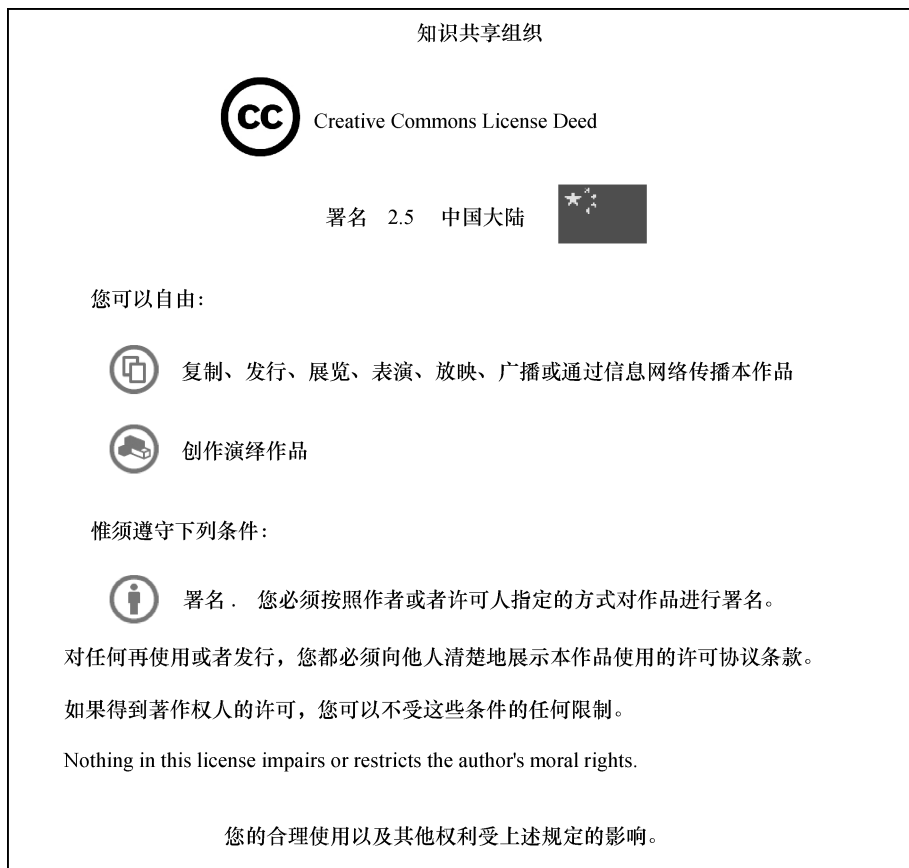 知识共享组织
CC Creative Commons License Deed
署名 2.5 中国大陆
您可以自由：
复制、发行、展览、表演、放映、广播或通过信息网络传播本作品
创作演绎作品
惟须遵守下列条件：
署名． 您必须按照作者或者许可人指定的方式对作品进行署名。
对任何再使用或者发行，您都必须向他人清楚地展示本作品使用的许可协议条款。
如果得到著作权人的许可，您可以不受这些条件的任何限制。
Nothing in this license impairs or restricts the author's moral rights.
您的合理使用以及其他权利受上述规定的影响。